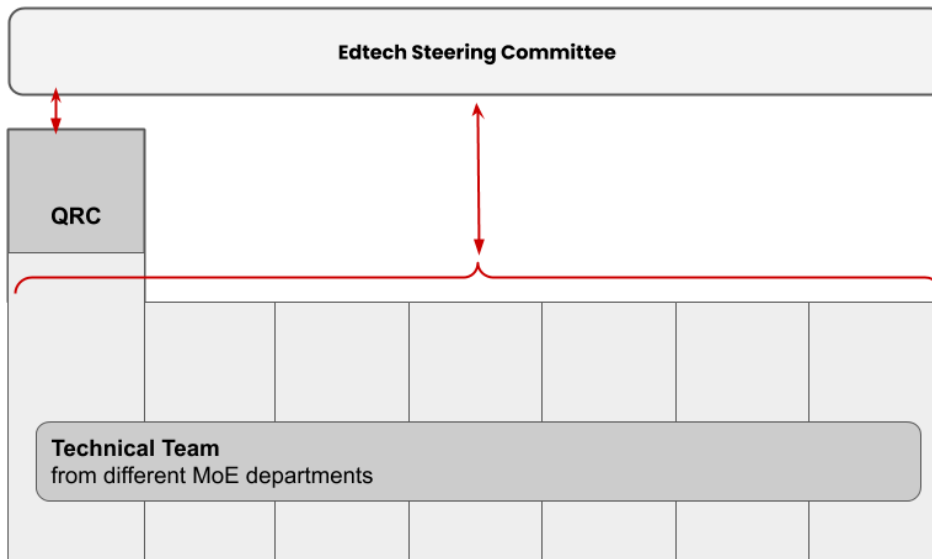 Edtech Steering Committee
QRC
Technical Team
from different MoE departments